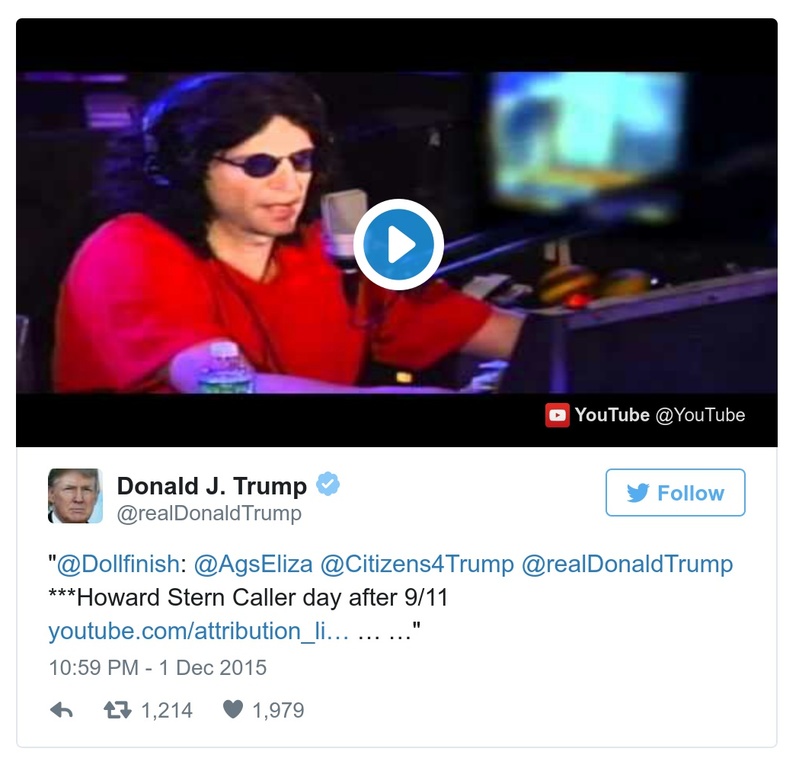 YouTube @YouTube
Donald J. Trump
Follow
@realDonaldTrump
"@Dollfinish: @AgsEliza @Citizens4Trump @realDonaldTrump
***Howard Stern Caller day after 9/11
youtube.com/attribution_li… … …"
10:59 PM - 1 Dec 2015
1,214 1,979